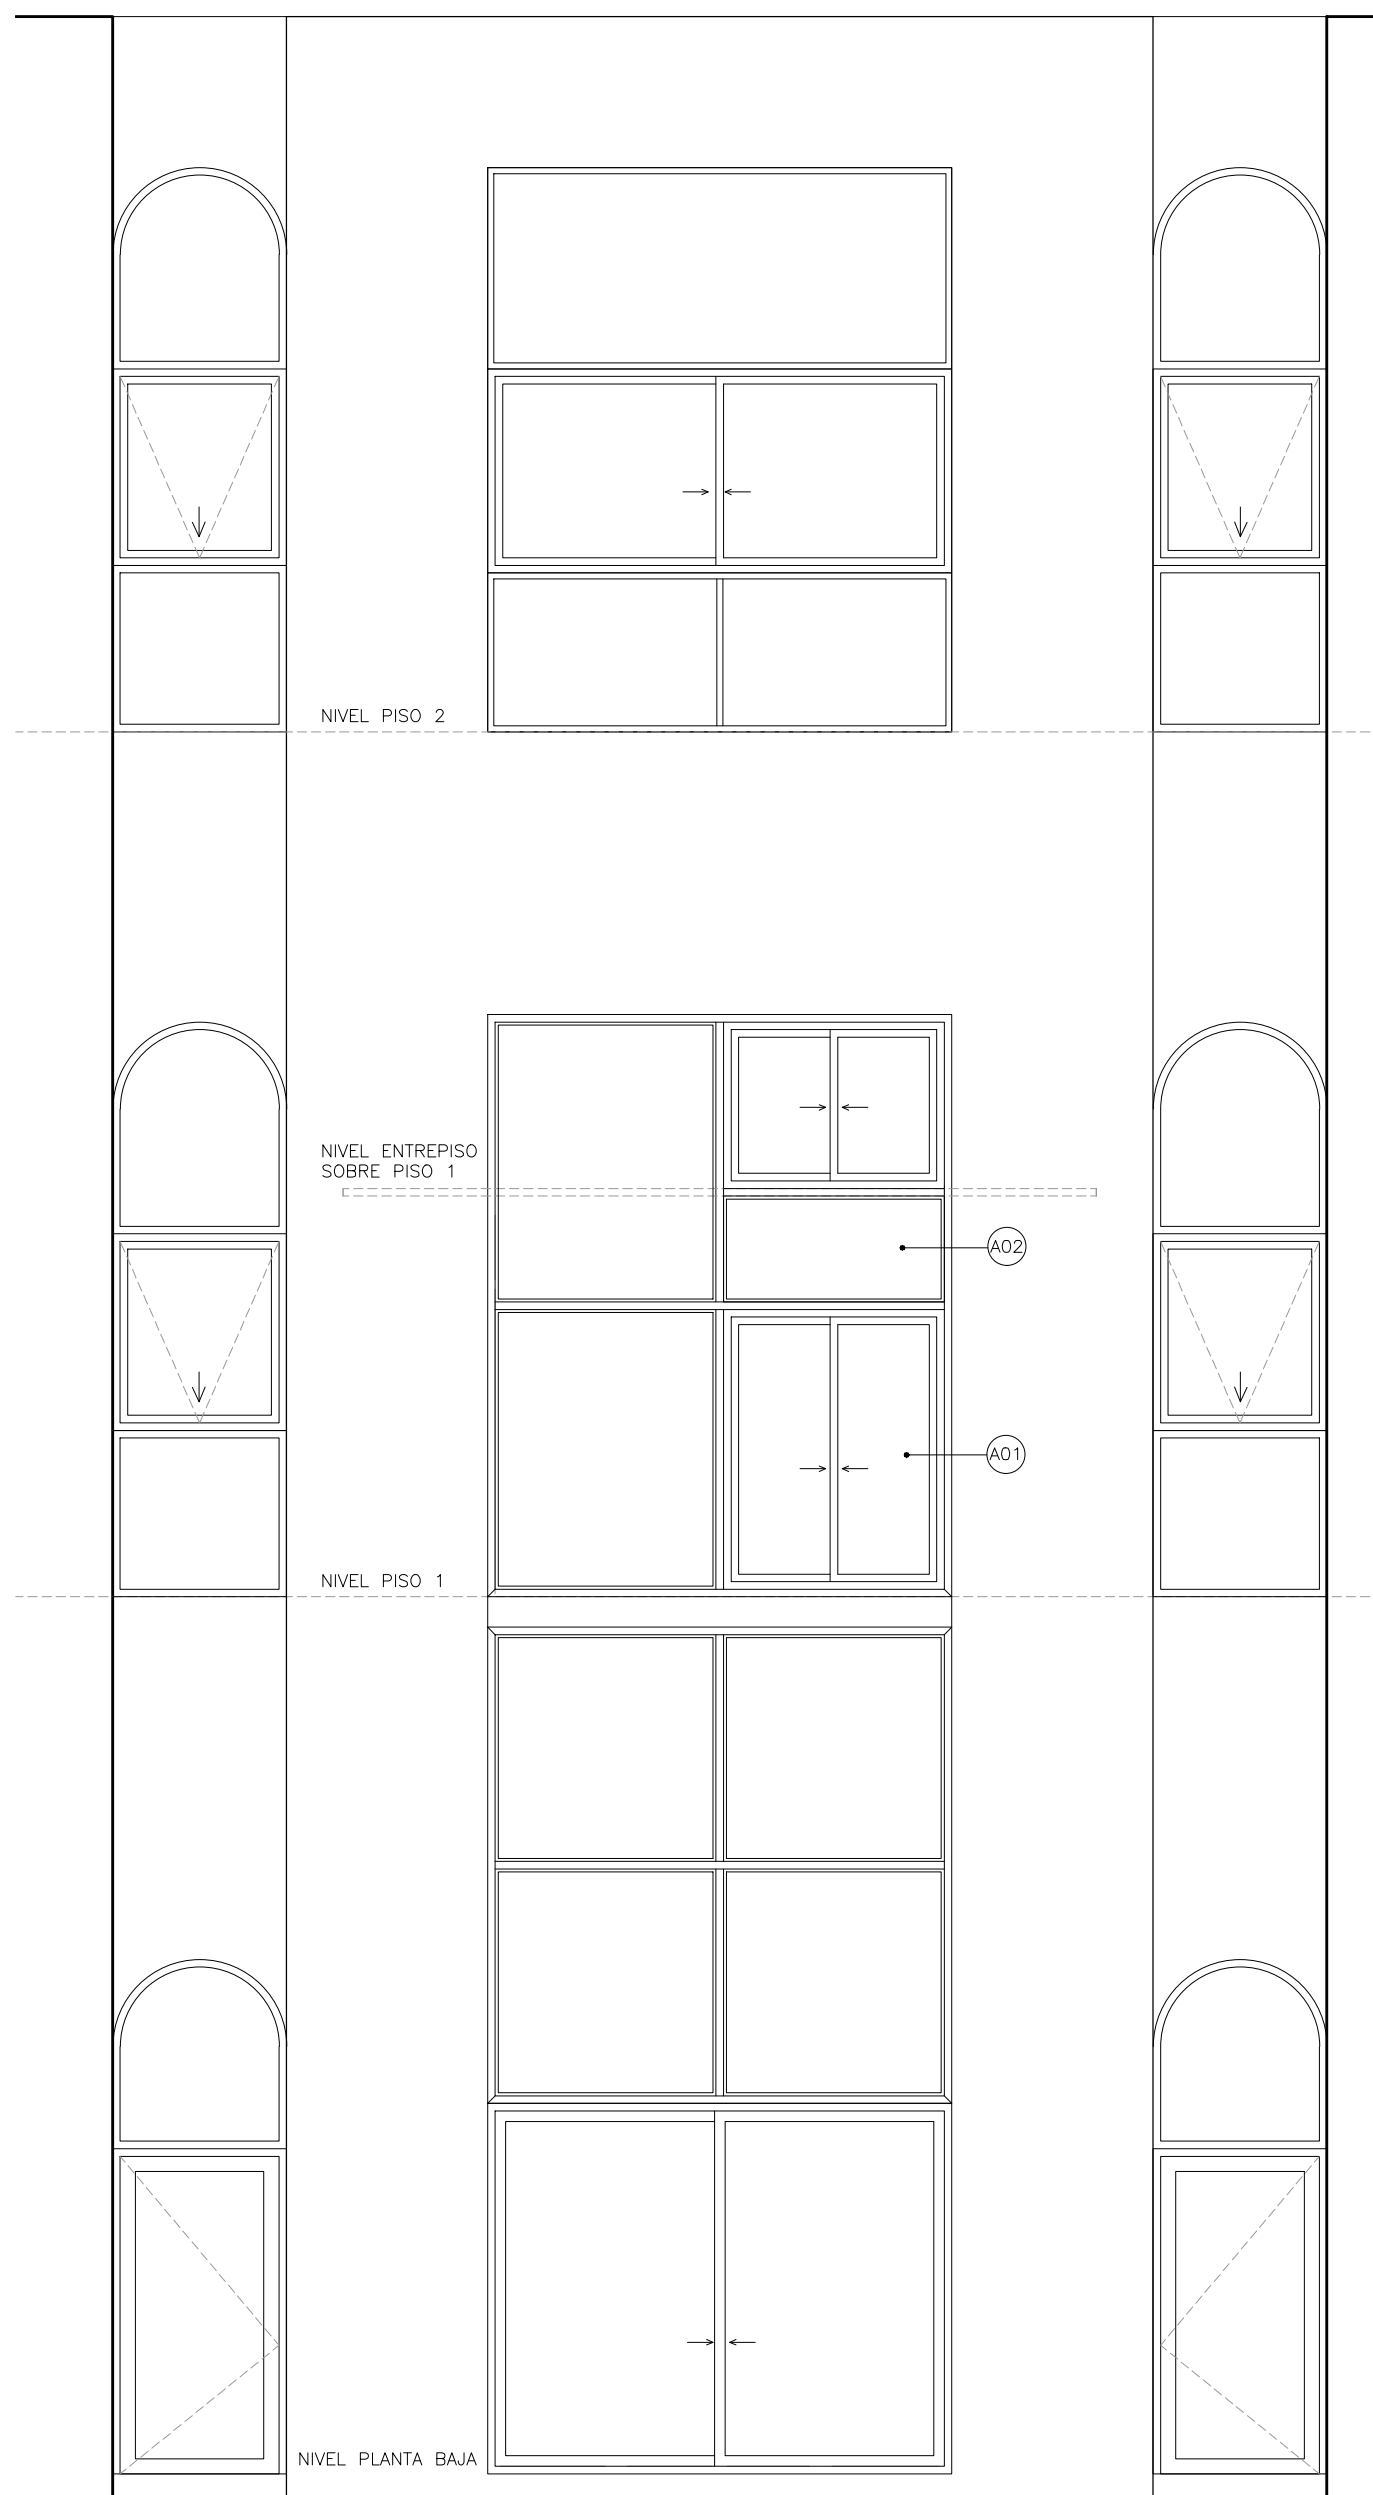 NIVEL PISO 2
NIVEL ENTREPISO
SOBRE PISO 1
A02
A01
NIVEL PISO 1
NIVEL PLANTA BAJA